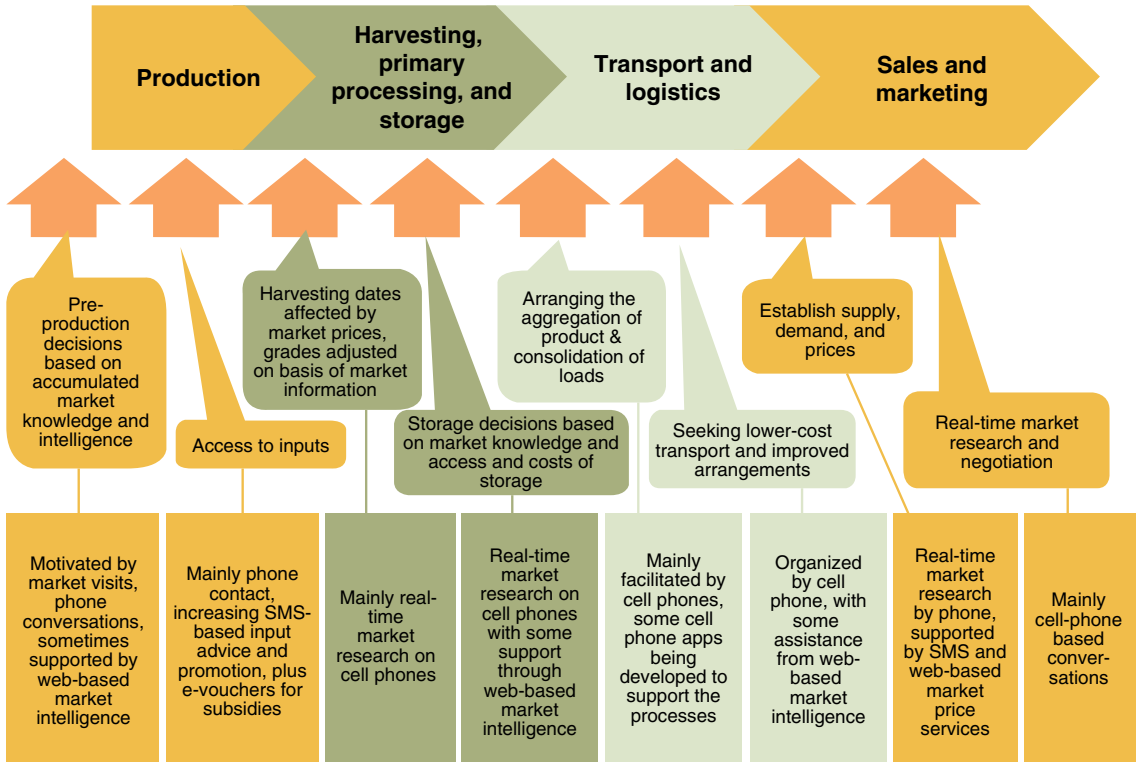 Production
Harvesting,
primary
processing, and
storage
Transport and
logistics
Sales and
marketing
Pre-
production
decisions
based on
accumulated
market
knowledge and
intelligence
Access to inputs
Harvesting dates
affected by
market prices,
grades adjusted
on basis of market
information
Storage decisions based
on market knowledge and
access and costs of
storage
Arranging the
aggregation of
product &
consolidation of
loads
Seeking lower-cost
transport and improved
arrangements
Establish supply,
demand, and
prices
Real-time market
research and
negotiation
Motivated by
market visits,
phone
conversations,
sometimes
supported by
web-based
market
intelligence
Mainly phone
contact,
increasing SMS-
based input
advice and
promotion, plus
e-vouchers for
subsidies
Mainly real-
time
market
research on
cell phones
Real-time
market
research on
cell phones
with some
support
through
web-based
market
intelligence
Mainly
facilitated by
cell phones,
some cell
phone apps
being
developed to
support the
processes
Organized
by cell
phone, with
some
assistance
from web-
based
market
intelligence
Real-time
market
research
by phone,
supported
by SMS and
web-based
market
price
services
Mainly
cell-phone
based
conver-
sations